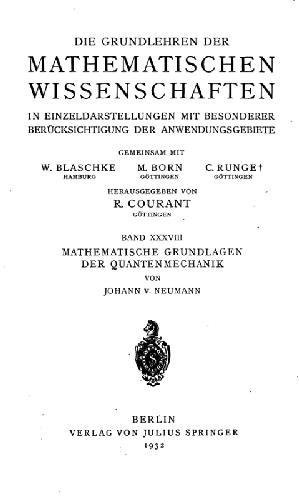 DIE GRUNDLEHREN DER
MATHEMATISCHEN
WISSENSCHAFTEN
IN EINZELDARSTELLUNGEN MIT BESONDERER
BERÜCKSICHTIGUNG DER ANWENDUNGSGEBIETE
GEMEINSAM MIT
W. BLASCHKE M. BORN C. RUNGE†
HAMBURG GÖTTINGEN GÖTTINGEN
HERAUSGEGEBEN VON
R. COURANT
GÖTTINGEN
BAND XXXVIII
MATHEMATISCHE GRUNDLAGEN
DER QUANTENMECHANIK
VON
JOHANN V. NEUMANN
BERLIN
VERLAG VON JULIUS SPRINGER
1932